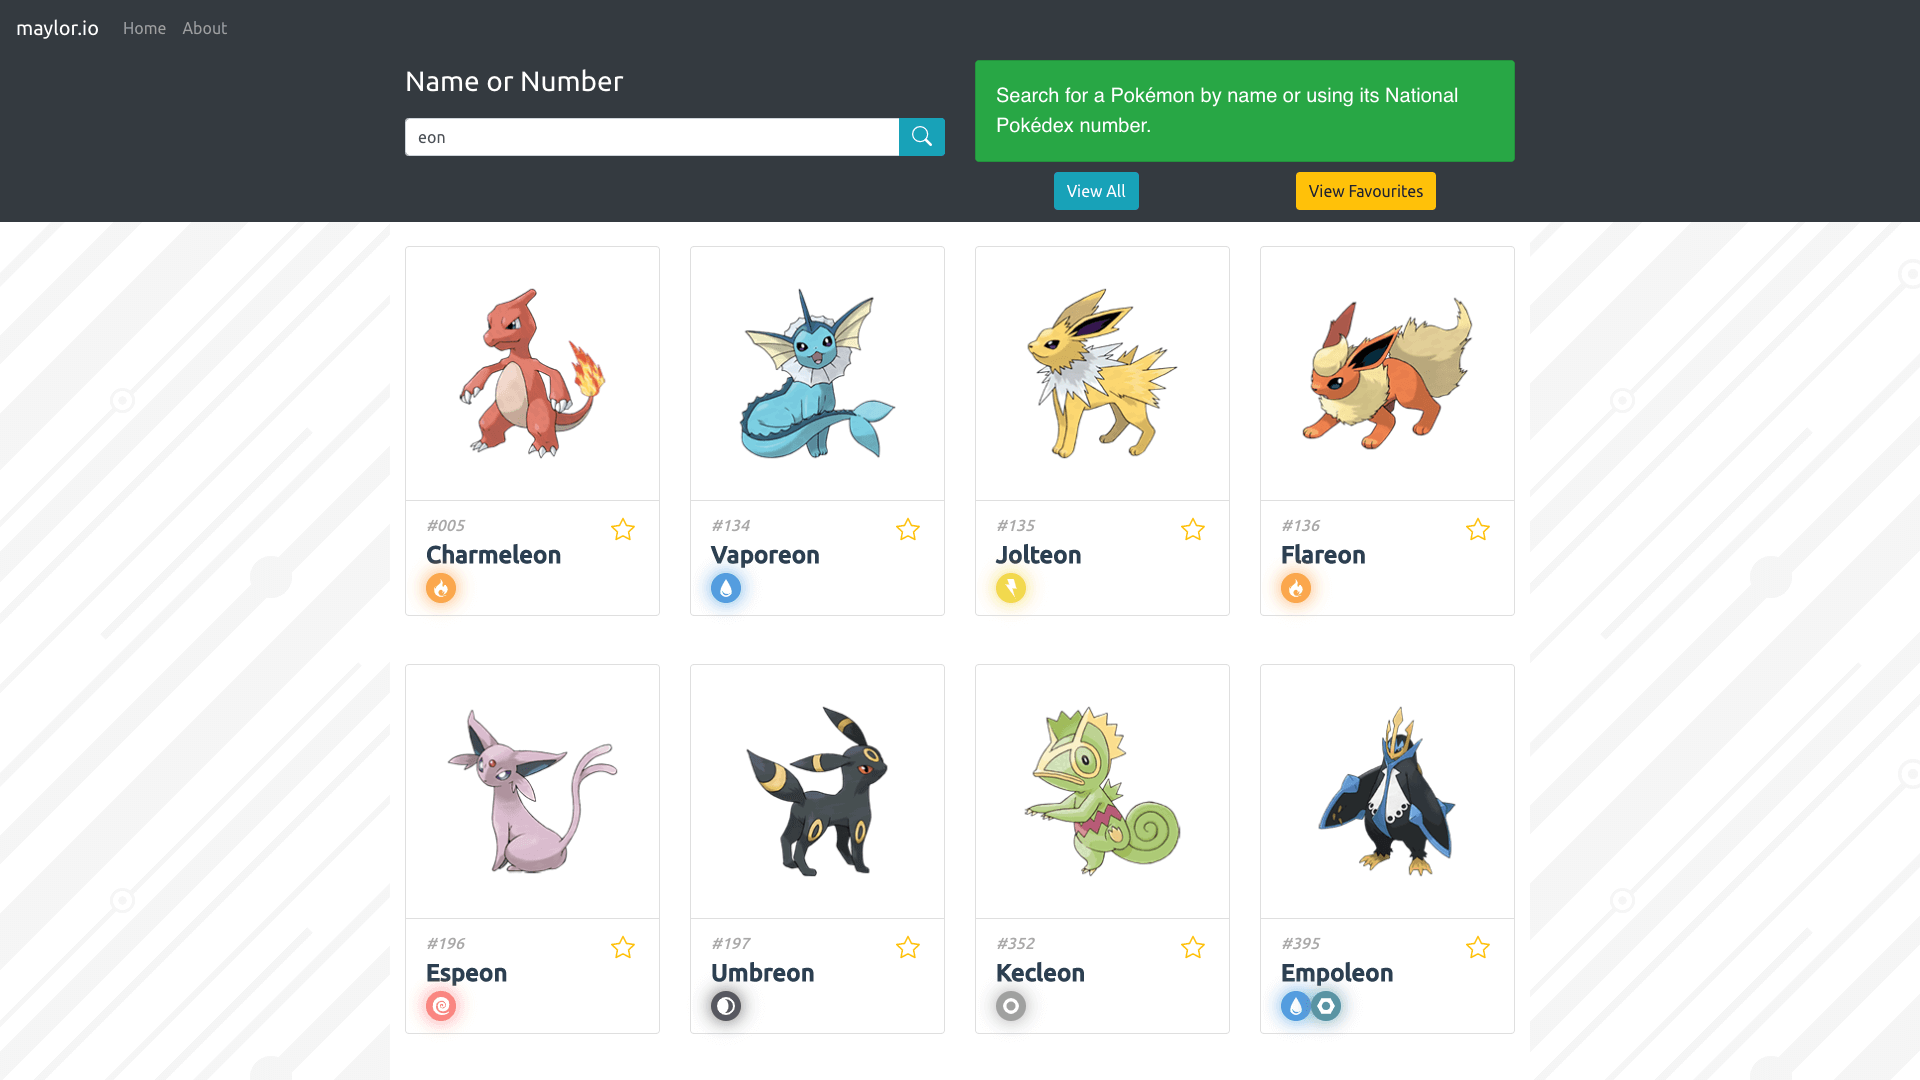 maylor.io Home About
Name or Number
eon
Search for a Pokémon by name or using its National
Pokédex number.
View All View Favourites
#005
Charmeleon
#134
Vaporeon
#135
Jolteon
#136
Flareon
#196
Espeon
#197
Umbreon
#352
Kecleon
#395
Empoleon